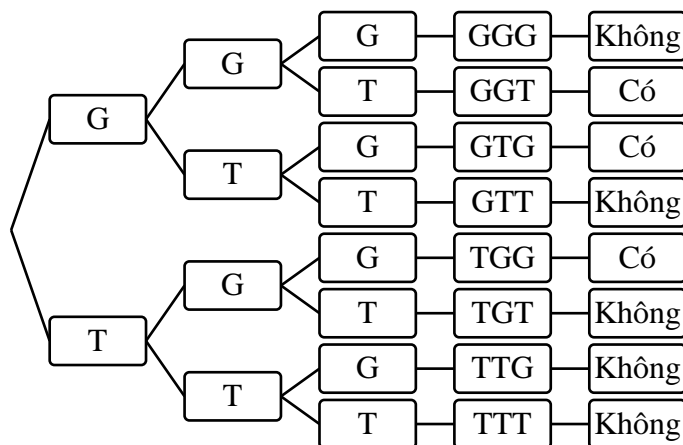 G GGG Không
G
T GGT Có
G
G GTG Có
T
T GTT Không
G TGG Có
G
T TGT Không
T
G TTG Không
T
T TTT Không